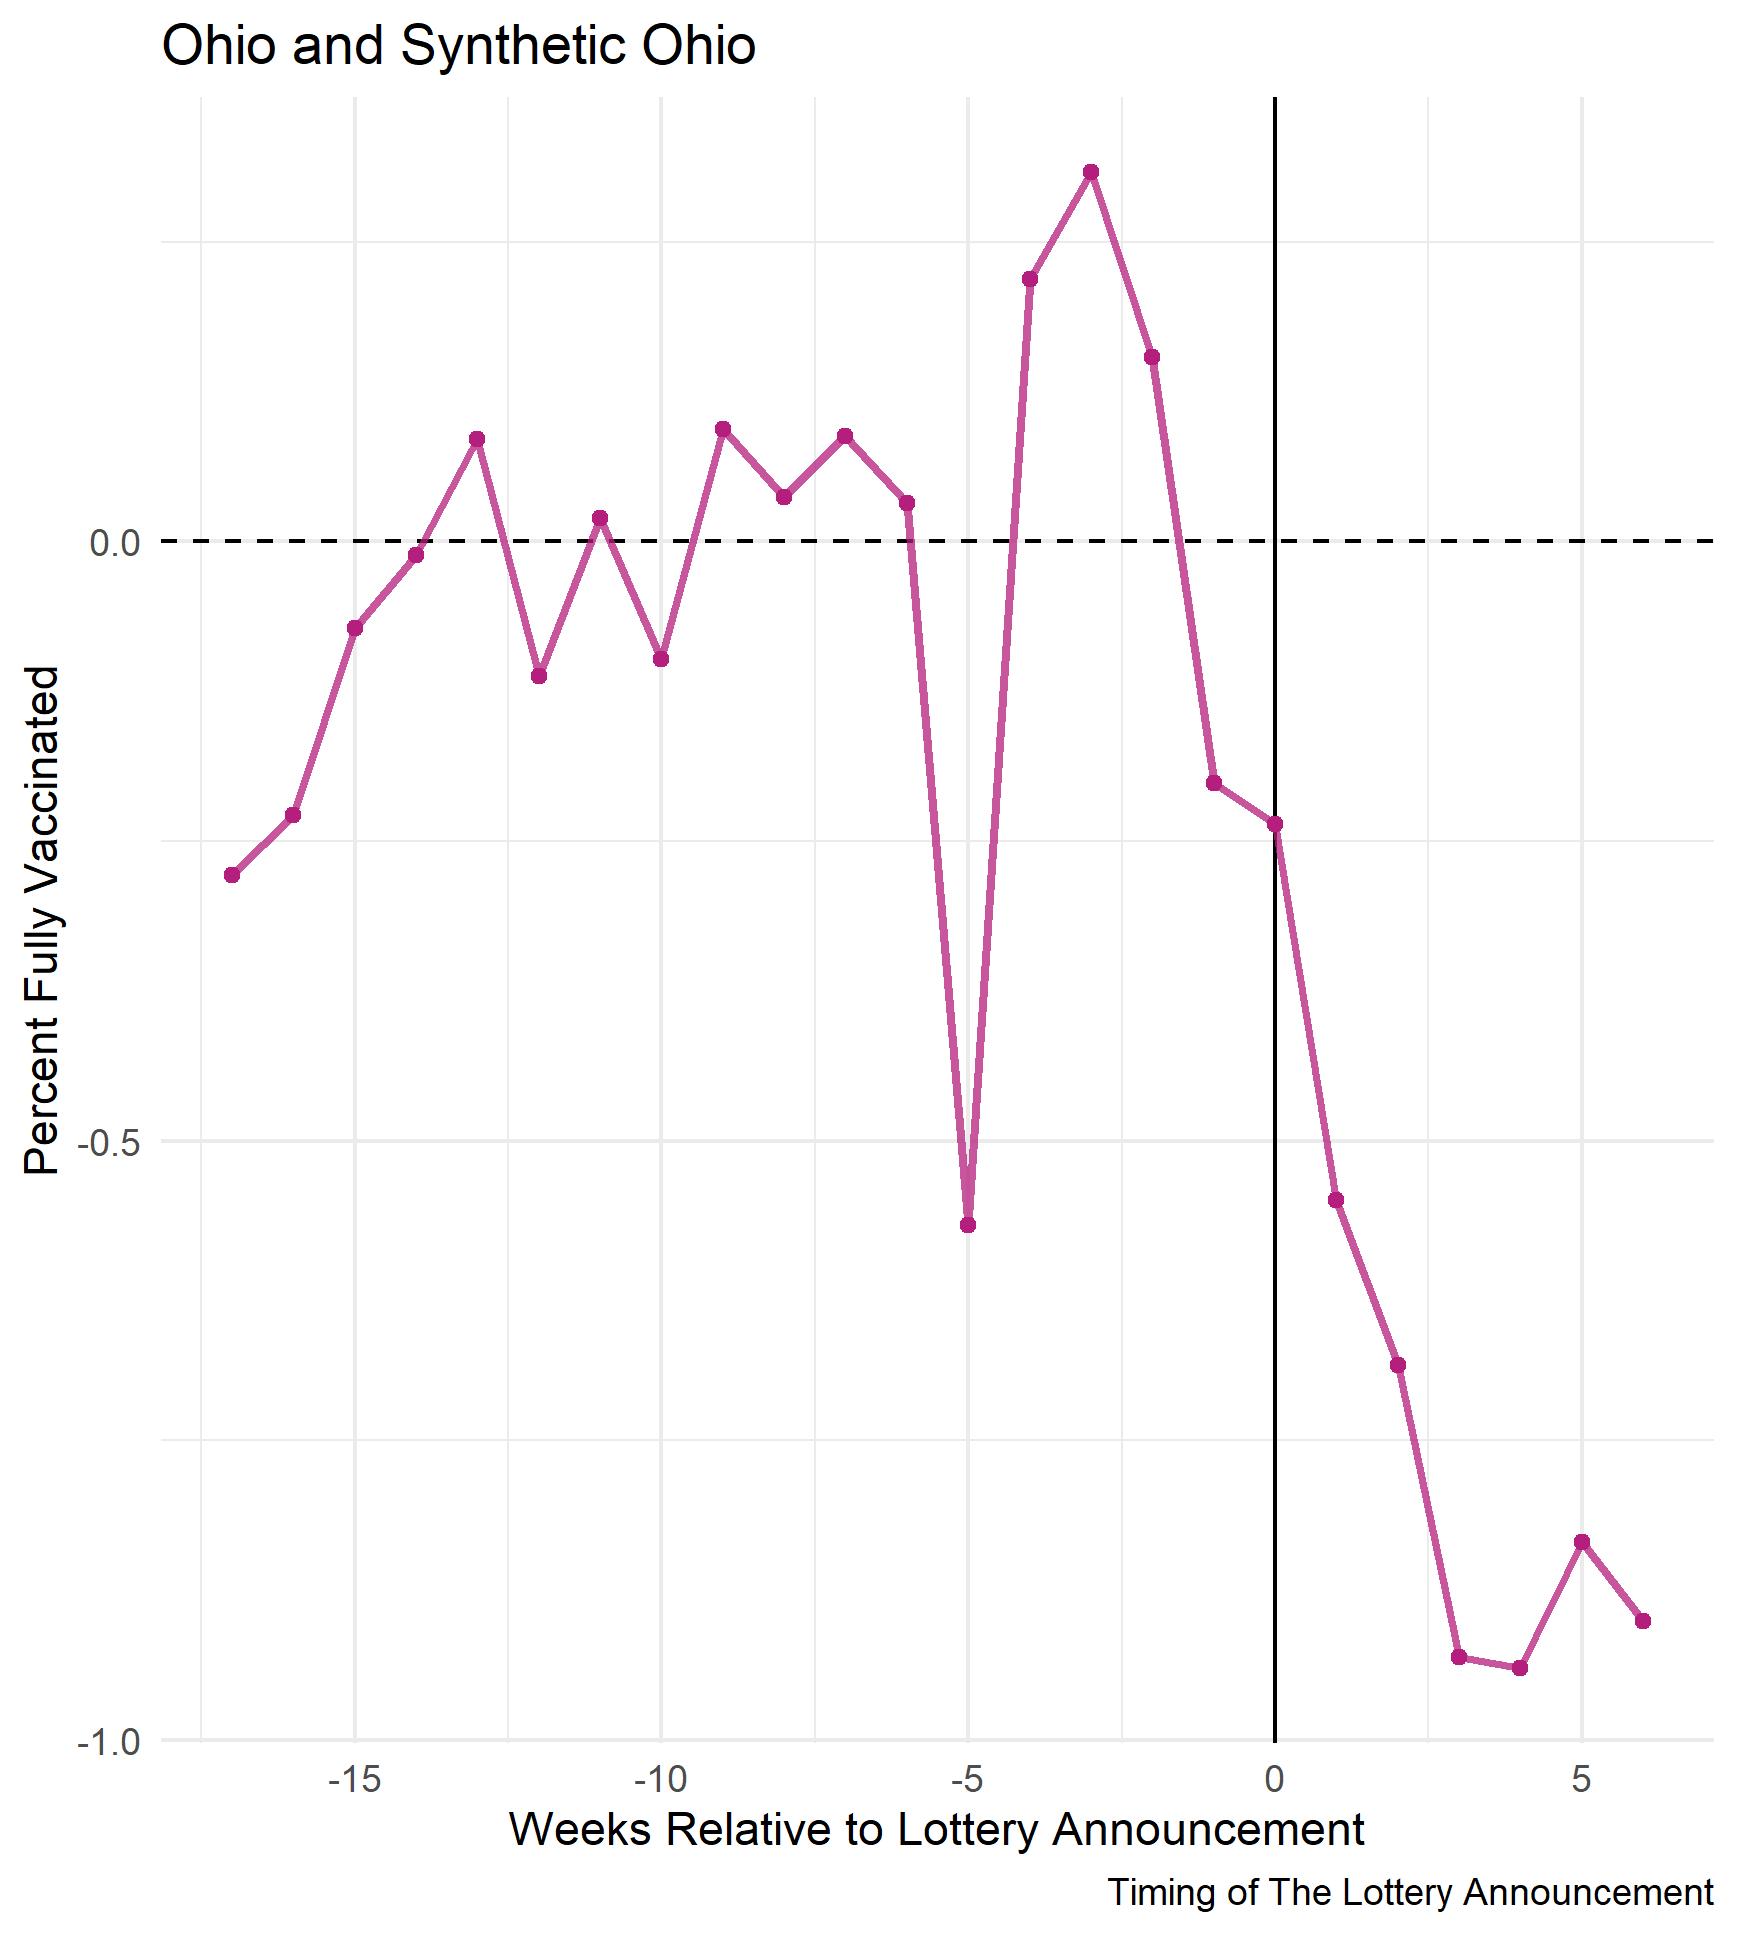 Ohio and Synthetic Ohio
Percent Fully Vaccinated
0.0
-0.5
-1.0
-15 -10 -5 0 5
Weeks Relative to Lottery Announcement
Timing of The Lottery Announcement